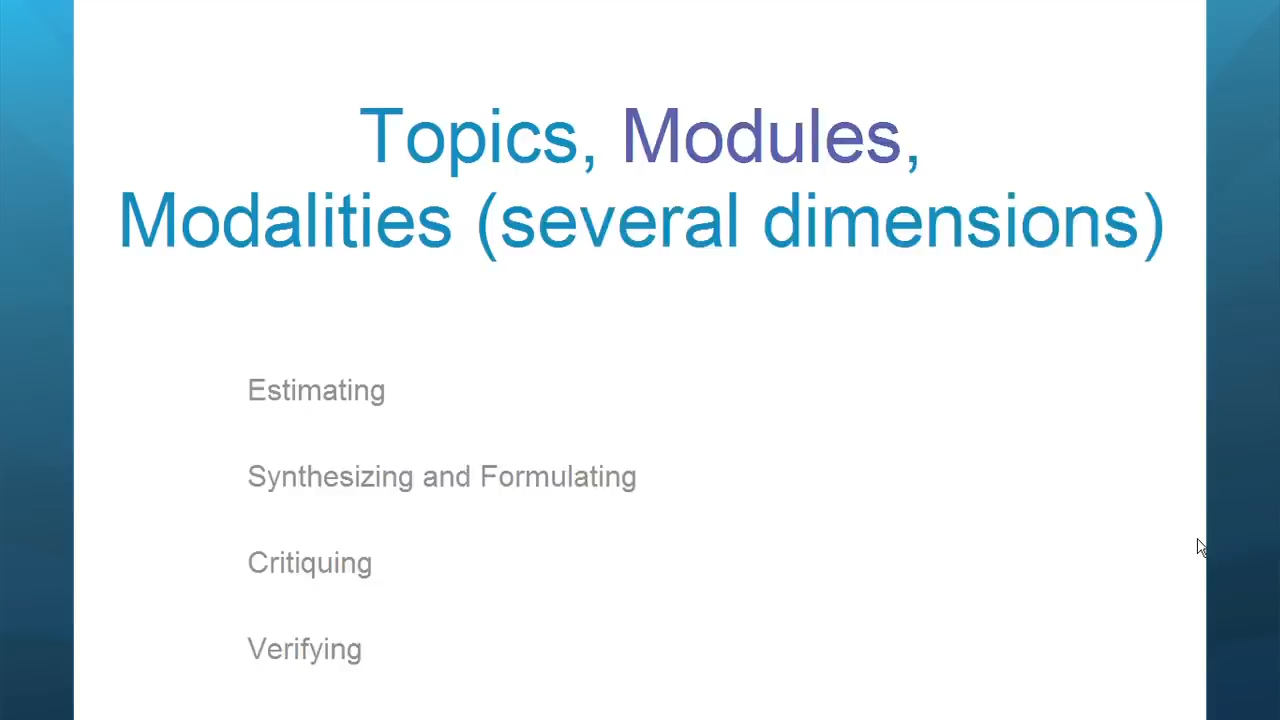 Topics, Modules,
Modalities (several dimensions)
Estimating
Synthesizing and Formulating
Critiquing
Verifying